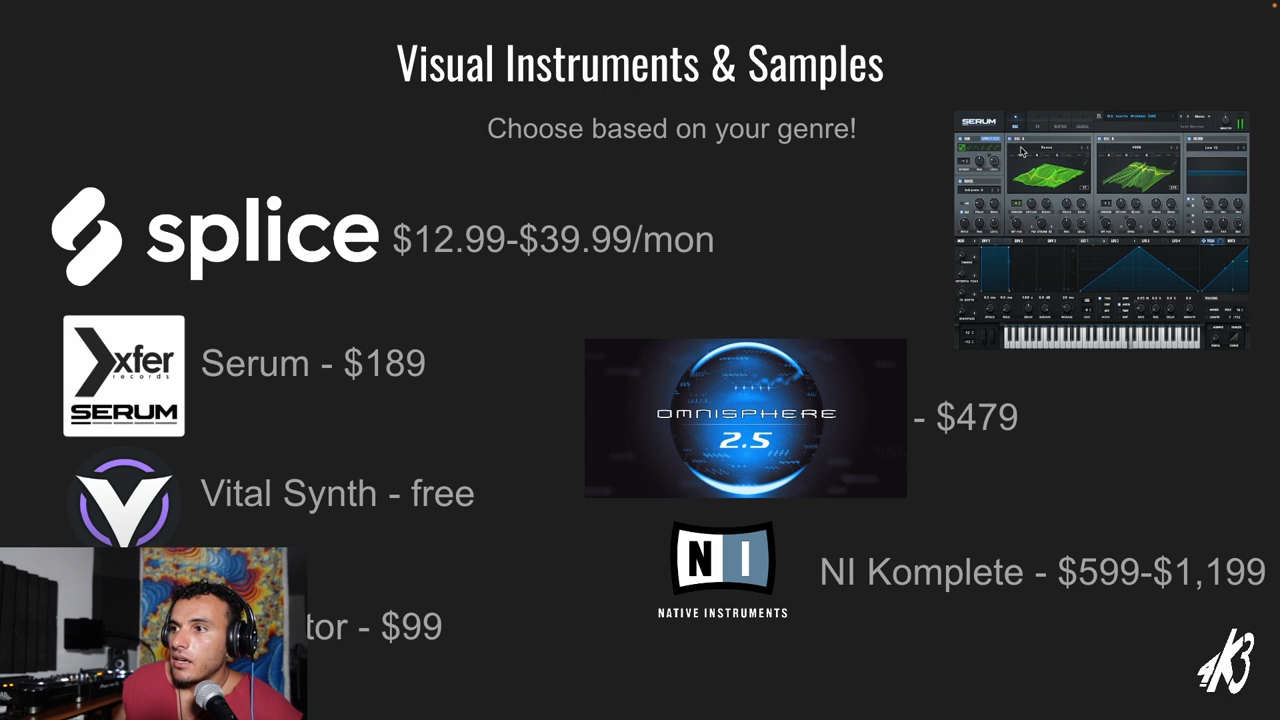 Visual Instruments & Samples
Choose based on your genre!
SERUM
splice $12.99-$39.99/mon
xfer
records
SERUM
Serum - $189
OMNISPHERE
2.5
- $479
Vital Synth - free
N I
NATIVE INSTRUMENTS
NI Komplete - $599-$1,199
tor - $99